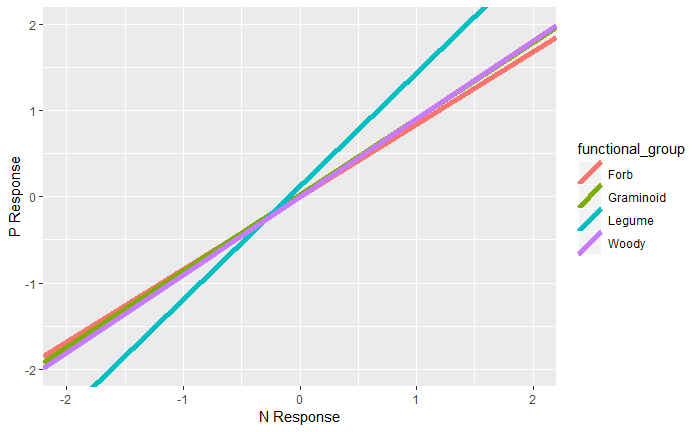 2
1
0
-1
-2
P Response
-2
-1
0
1
2
N Response
functional_group
Forb
Graminoid
Legume
Woody